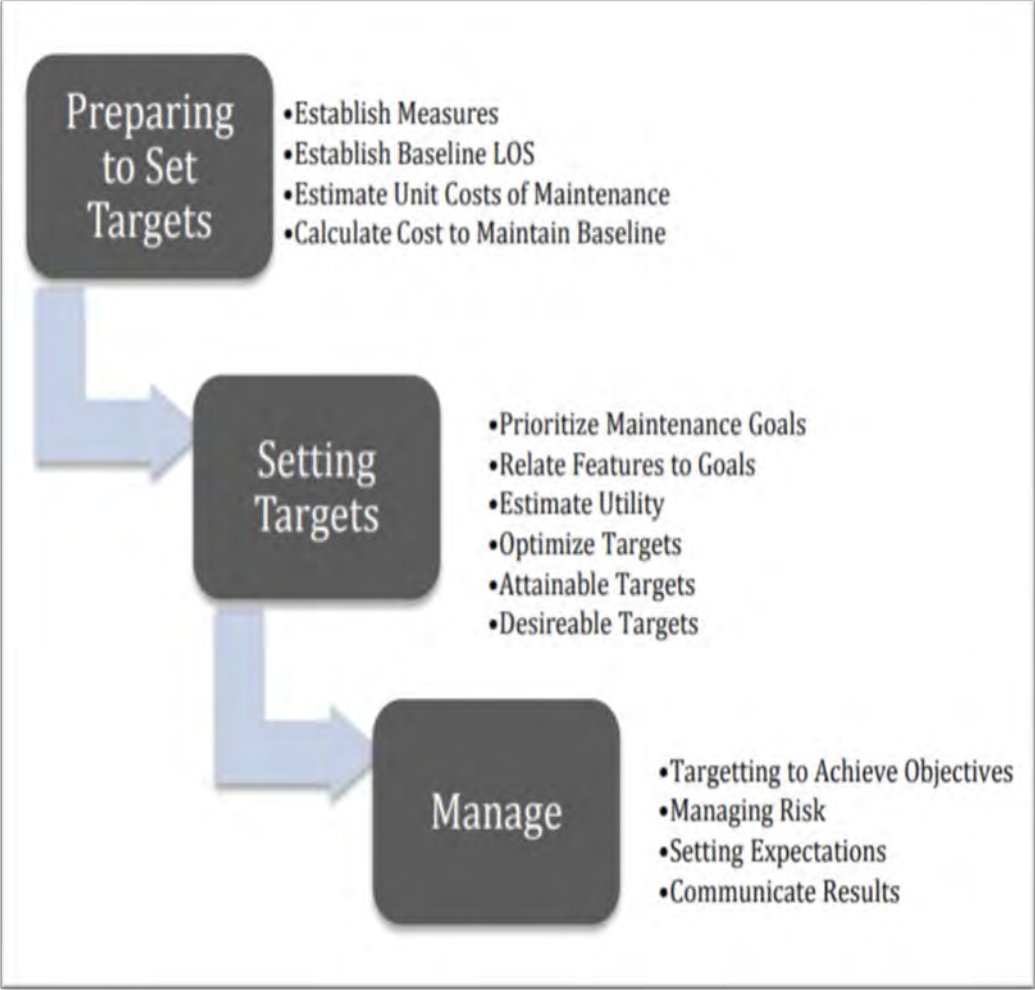 Preparing
to Set
Targets
•Establish Measures
•Establish Baseline LOS
•Estimate Unit Costs of Maintenance
•Calculate Cost to Maintain Baseline
Setting
Targets
•Prioritize Maintenance Goals
•Relate Features to Goals
•Estimate Utility
•Optimize Targets
•Attainable Targets
•Desireable Targets
Manage
•Targetting to Achieve Objectives
•Managing Risk
•Setting Expectations
•Communicate Results